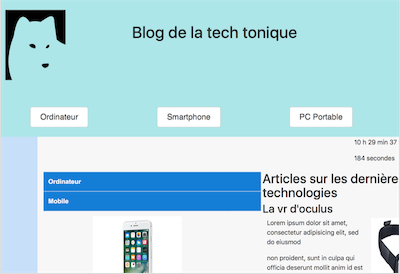 Blog de la tech tonique
Ordinateur
Smartphone
PC Portable
10 h 29 min 37
184 secondes
Ordinateur
Mobile
Articles sur les dernière
technologies
La vr d'oculus
Lorem ipsum dolor sit amet,
consectetur adipisicing elit, sed
do eiusmod
non proident, sunt in culpa qui
officia deserunt mollit anim id est